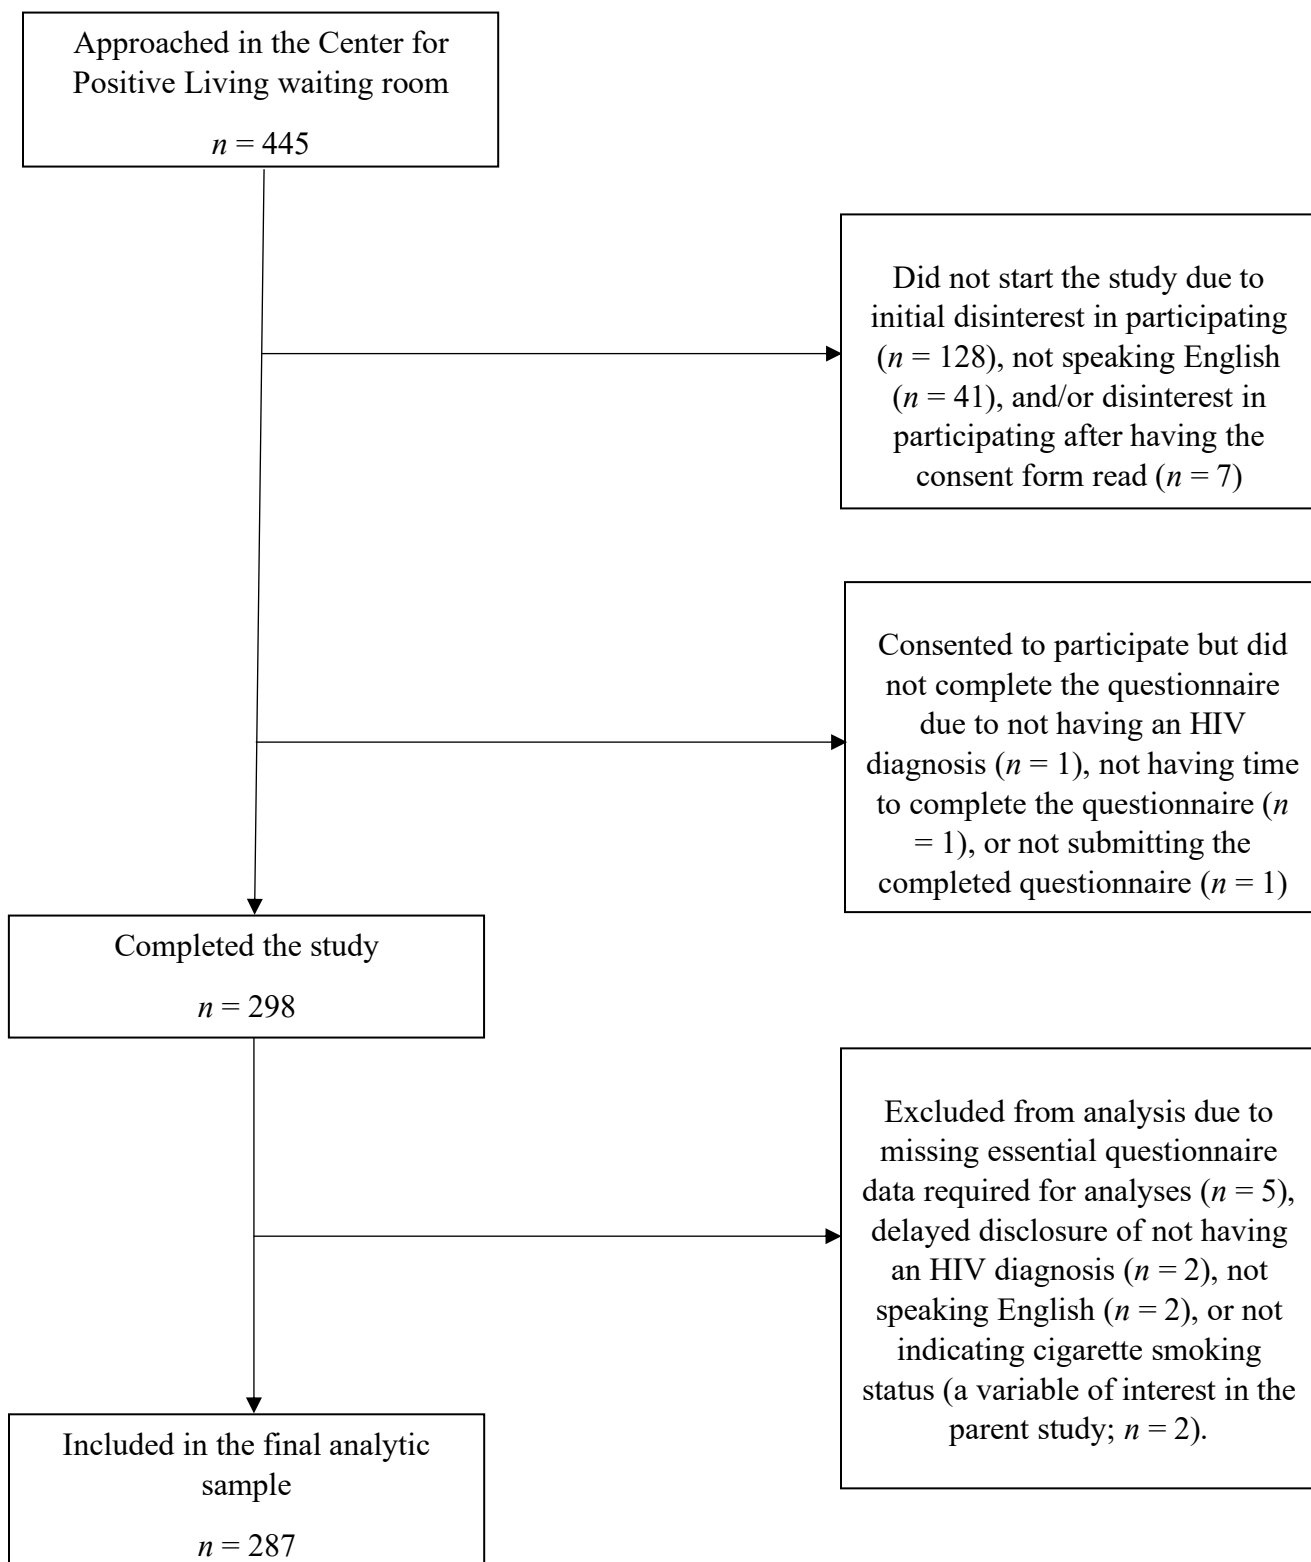 Approached in the Center for
Positive Living waiting room
n = 445
Did not start the study due to
initial disinterest in participating
(n = 128), not speaking English
(n = 41), and/or disinterest in
participating after having the
consent form read (n = 7)
Consented to participate but did
not complete the questionnaire
due to not having an HIV
diagnosis (n = 1), not having time
to complete the questionnaire (n
= 1), or not submitting the
completed questionnaire (n = 1)
Completed the study
n = 298
Excluded from analysis due to
missing essential questionnaire
data required for analyses (n = 5),
delayed disclosure of not having
an HIV diagnosis (n = 2), not
speaking English (n = 2), or not
indicating cigarette smoking
status (a variable of interest in the
parent study; n = 2).
Included in the final analytic
sample
n = 287